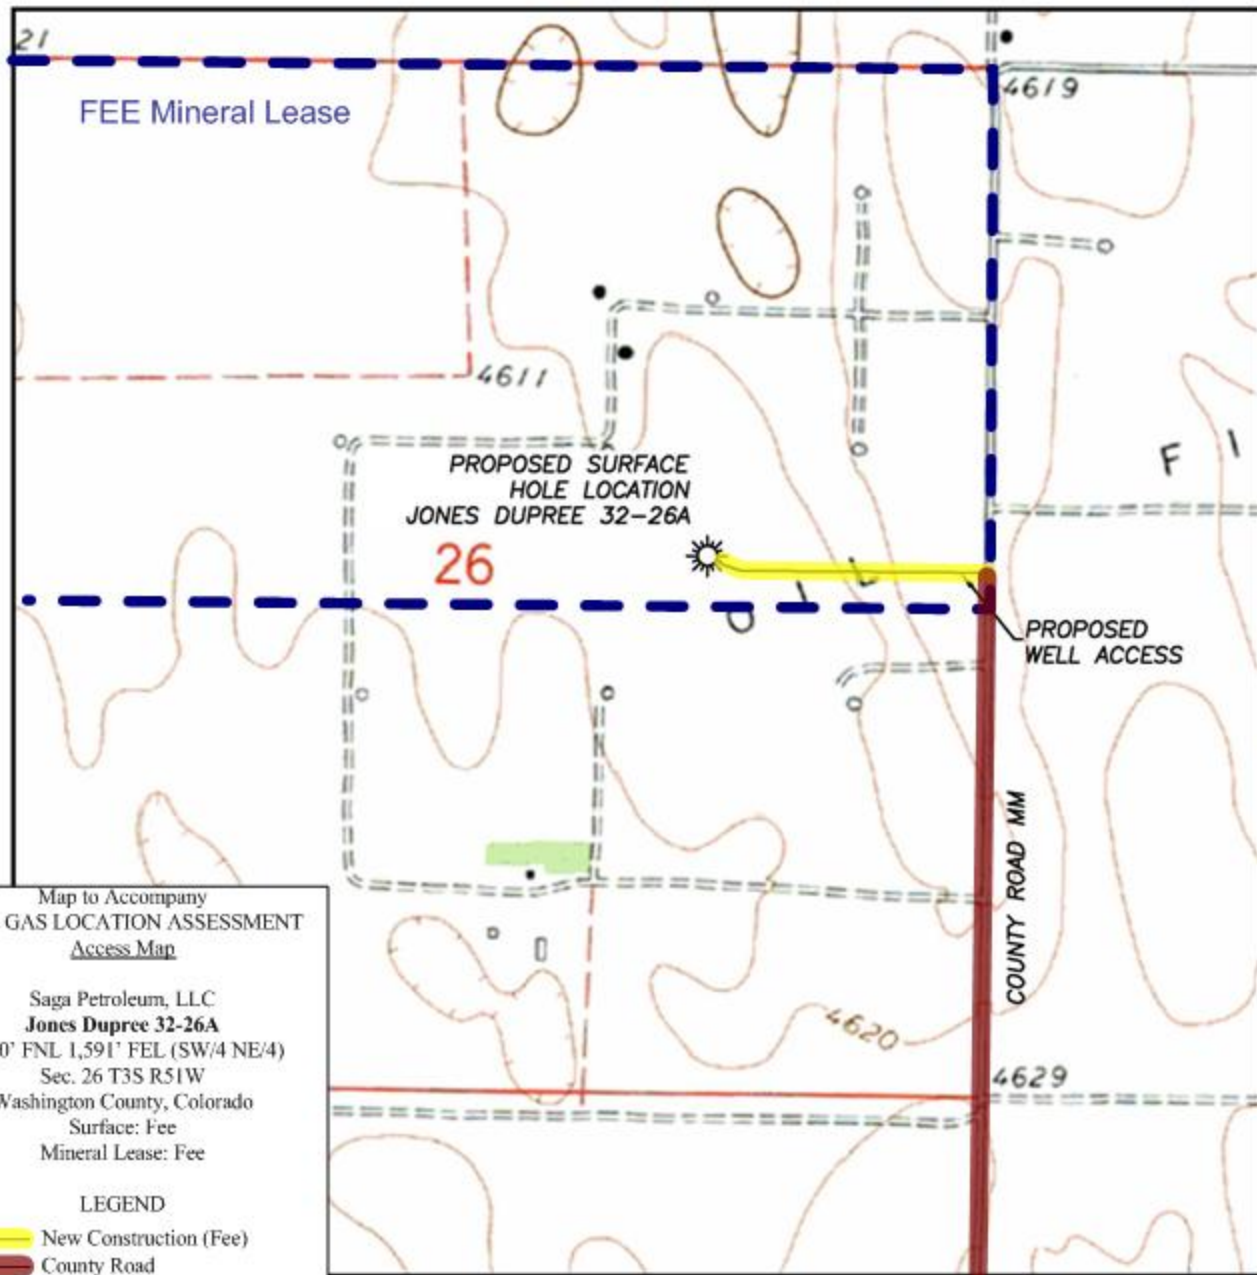 21
FEE Mineral Lease
4619
4611
F I
PROPOSED SURFACE
HOLE LOCATION
JONES DUPREE 32-26A
26
O I L
PROPOSED
WELL ACCESS
COUNTY ROAD MM
4620
4629
Map to Accompany
GAS LOCATION ASSESSMENT
Access Map
Saga Petroleum, LLC
Jones Dupree 32-26A
0' FNL 1,591' FEL (SW/4 NE/4)
Sec. 26 T3S R51W
Washington County, Colorado
Surface: Fee
Mineral Lease: Fee
LEGEND
New Construction (Fee)
County Road